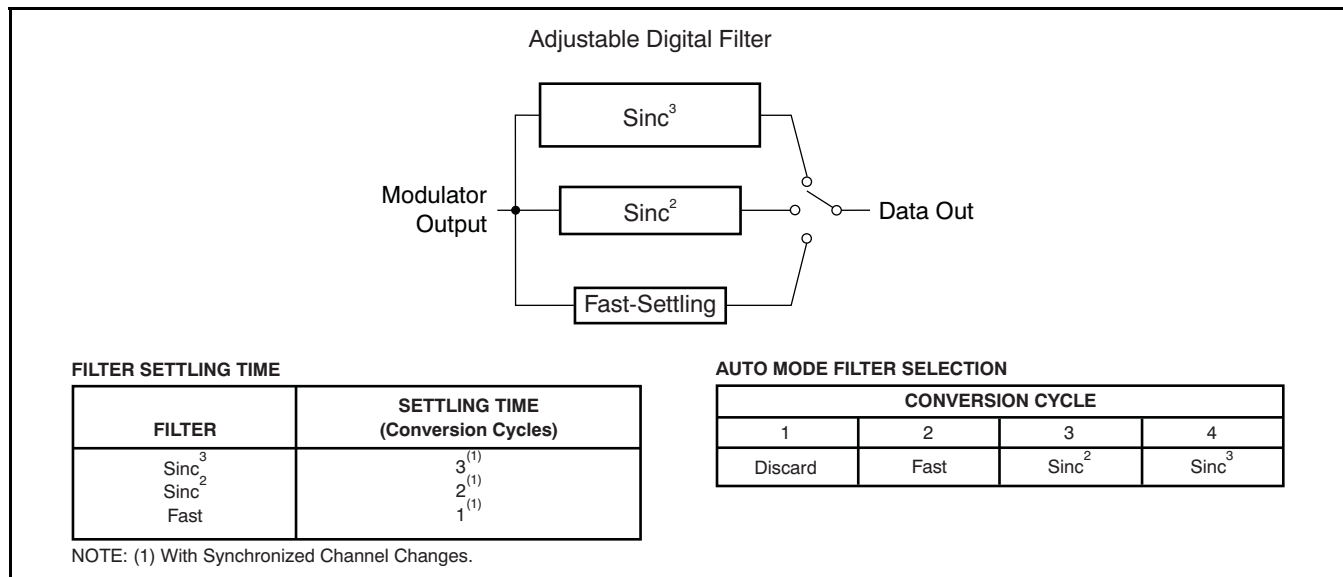 Adjustable Digital Filter
Sinc³
Modulator
Output
Sinc²
Data Out
Fast-Settling
FILTER SETTLING TIME
FILTER
SETTLING TIME
(Conversion Cycles)
Sinc³ 3⁽¹⁾
Sinc² 2⁽¹⁾
Fast 1⁽¹⁾
NOTE: (1) With Synchronized Channel Changes.
AUTO MODE FILTER SELECTION
CONVERSION CYCLE
1 2 3 4
Discard Fast Sinc² Sinc³